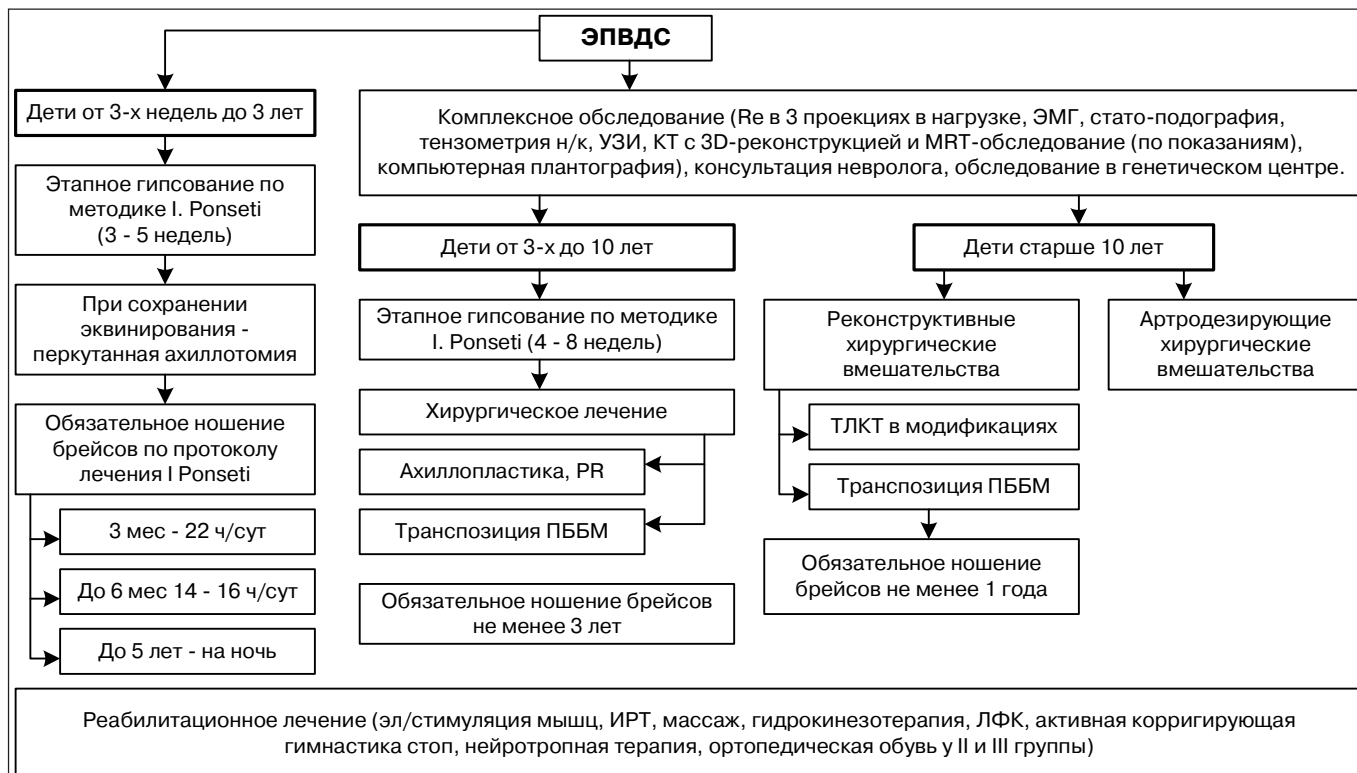 ЭПВДС
Дети от 3-х недель до 3 лет
Этапное гипсование по
методике I. Ponseti
(3 - 5 недель)
При сохранении
эквинирования -
перкутанная ахиллотомия
Обязательное ношение
брейсов по протоколу
лечения I Ponseti
3 мес - 22 ч/сут
До 6 мес 14 - 16 ч/сут
До 5 лет - на ночь
Комплексное обследование (Re в 3 проекциях в нагрузке, ЭМГ, стато-подография,
тензометрия н/к, УЗИ, КТ с 3D-реконструкцией и MRT-обследование (по показаниям),
компьютерная плантография), консультация невролога, обследование в генетическом центре.
Дети от 3-х до 10 лет
Этапное гипсование по методике
I. Ponseti (4 - 8 недель)
Хирургическое лечение
Ахиллопластика, PR
Транспозиция ПББМ
Обязательное ношение брейсов
не менее 3 лет
Дети старше 10 лет
Реконструктивные
хирургические
вмешательства
ТЛКТ в модификациях
Транспозиция ПББМ
Обязательное ношение
брейсов не менее 1 года
Артродезирующие
хирургические
вмешательства
Реабилитационное лечение (эл/стимуляция мышц, ИРТ, массаж, гидрокинезотерапия, ЛФК, активная корригирующая
гимнастика стоп, нейротропная терапия, ортопедическая обувь у II и III группы)